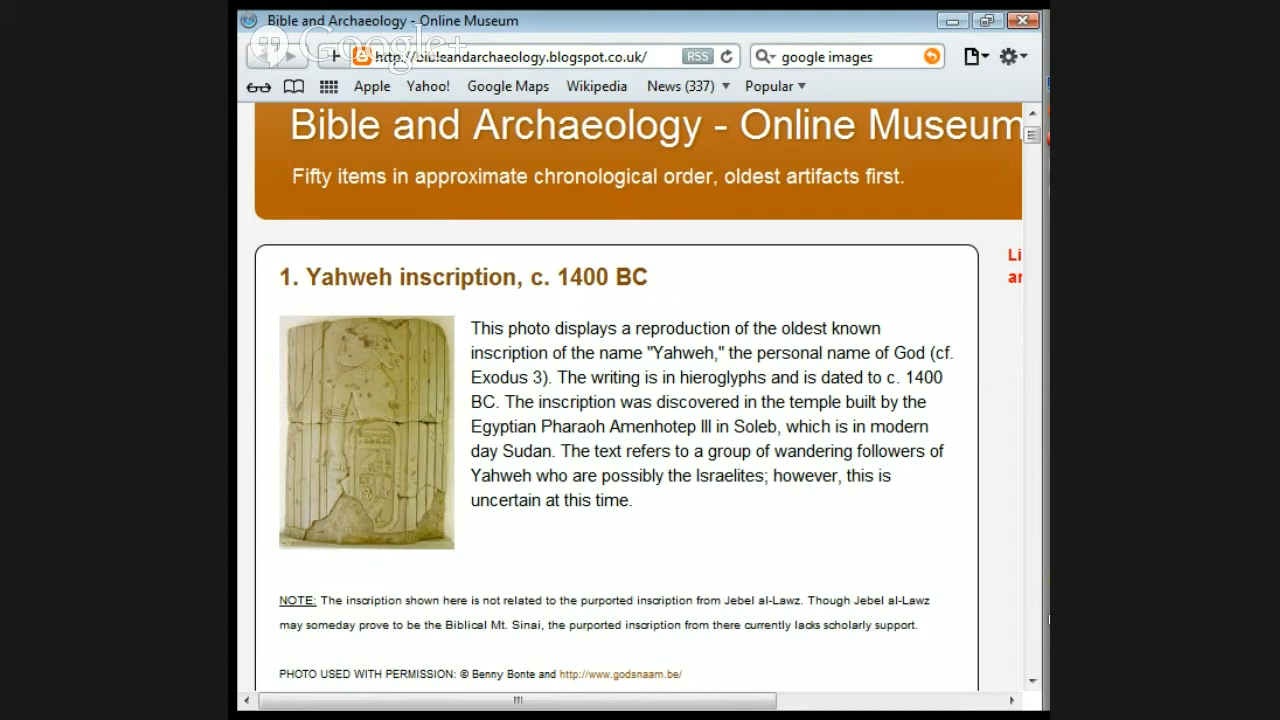 Bible and Archaeology - Online Museum
Google+
http://bibleandarchaeology.blogspot.co.uk/ RSS google images
Apple Yahoo! Google Maps Wikipedia News (337) Popular
Bible and Archaeology - Online Museum
Fifty items in approximate chronological order, oldest artifacts first.
1. Yahweh inscription, c. 1400 BC
This photo displays a reproduction of the oldest known
inscription of the name "Yahweh," the personal name of God (cf.
Exodus 3). The writing is in hieroglyphs and is dated to c. 1400
BC. The inscription was discovered in the temple built by the
Egyptian Pharaoh Amenhotep III in Soleb, which is in modern
day Sudan. The text refers to a group of wandering followers of
Yahweh who are possibly the Israelites; however, this is
uncertain at this time.
NOTE: The inscription shown here is not related to the purported inscription from Jebel al-Lawz. Though Jebel al-Lawz
may someday prove to be the Biblical Mt. Sinai, the purported inscription from there currently lacks scholarly support.
PHOTO USED WITH PERMISSION: © Benny Bonte and http://www.godsnaam.be/